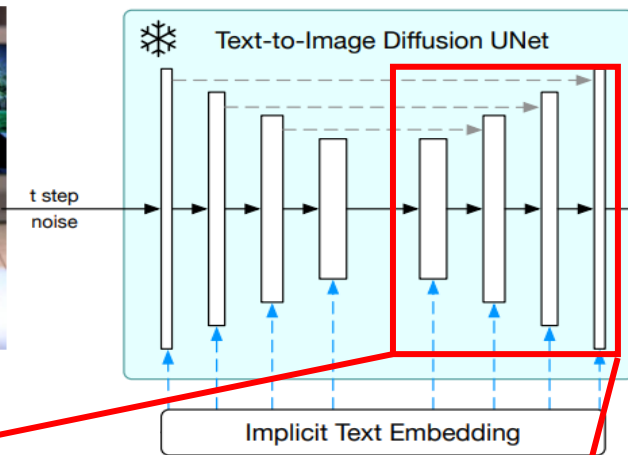 Text-to-Image Diffusion UNet
t step
noise
Implicit Text Embedding